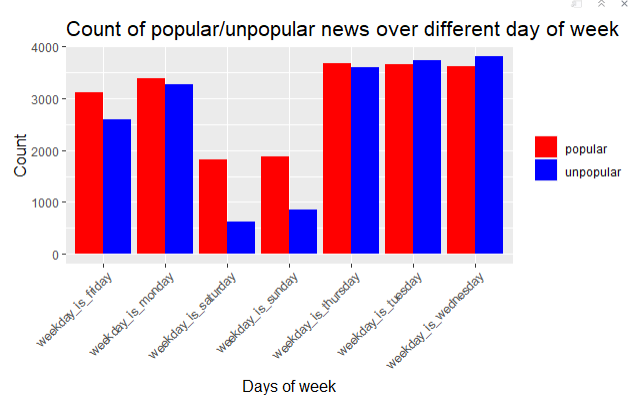 Count of popular/unpopular news over different day of week
4000
3000
2000
1000
0
Count
popular
unpopular
weekday_is_friday
weekday_is_monday
weekday_is_saturday
weekday_is_sunday
weekday_is_thursday
weekday_is_tuesday
weekday_is_wednesday
Days of week